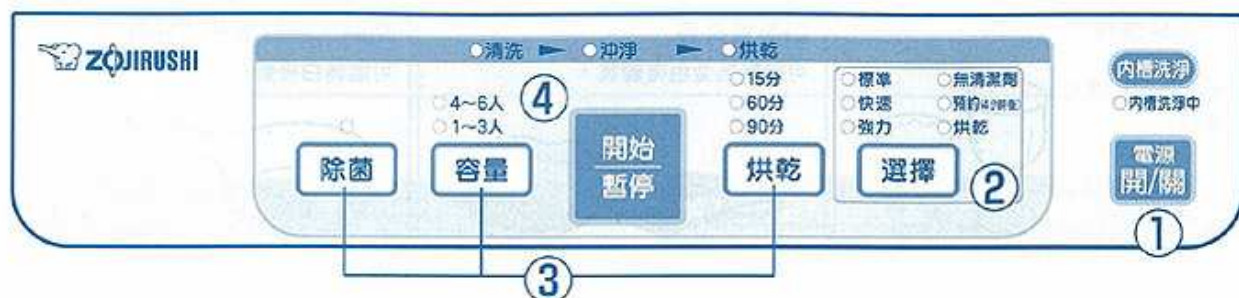 ZOJIRUSHI
清洗 ► 沖淨 ► 烘乾
④
4～6人
1～3人
除菌
容量
開始
暫停
15分
60分
90分
烘乾
標準
快速
強力
無清潔劑
預約
烘乾
選擇
②
內槽洗淨
內槽洗淨中
電源
開/關
①
③